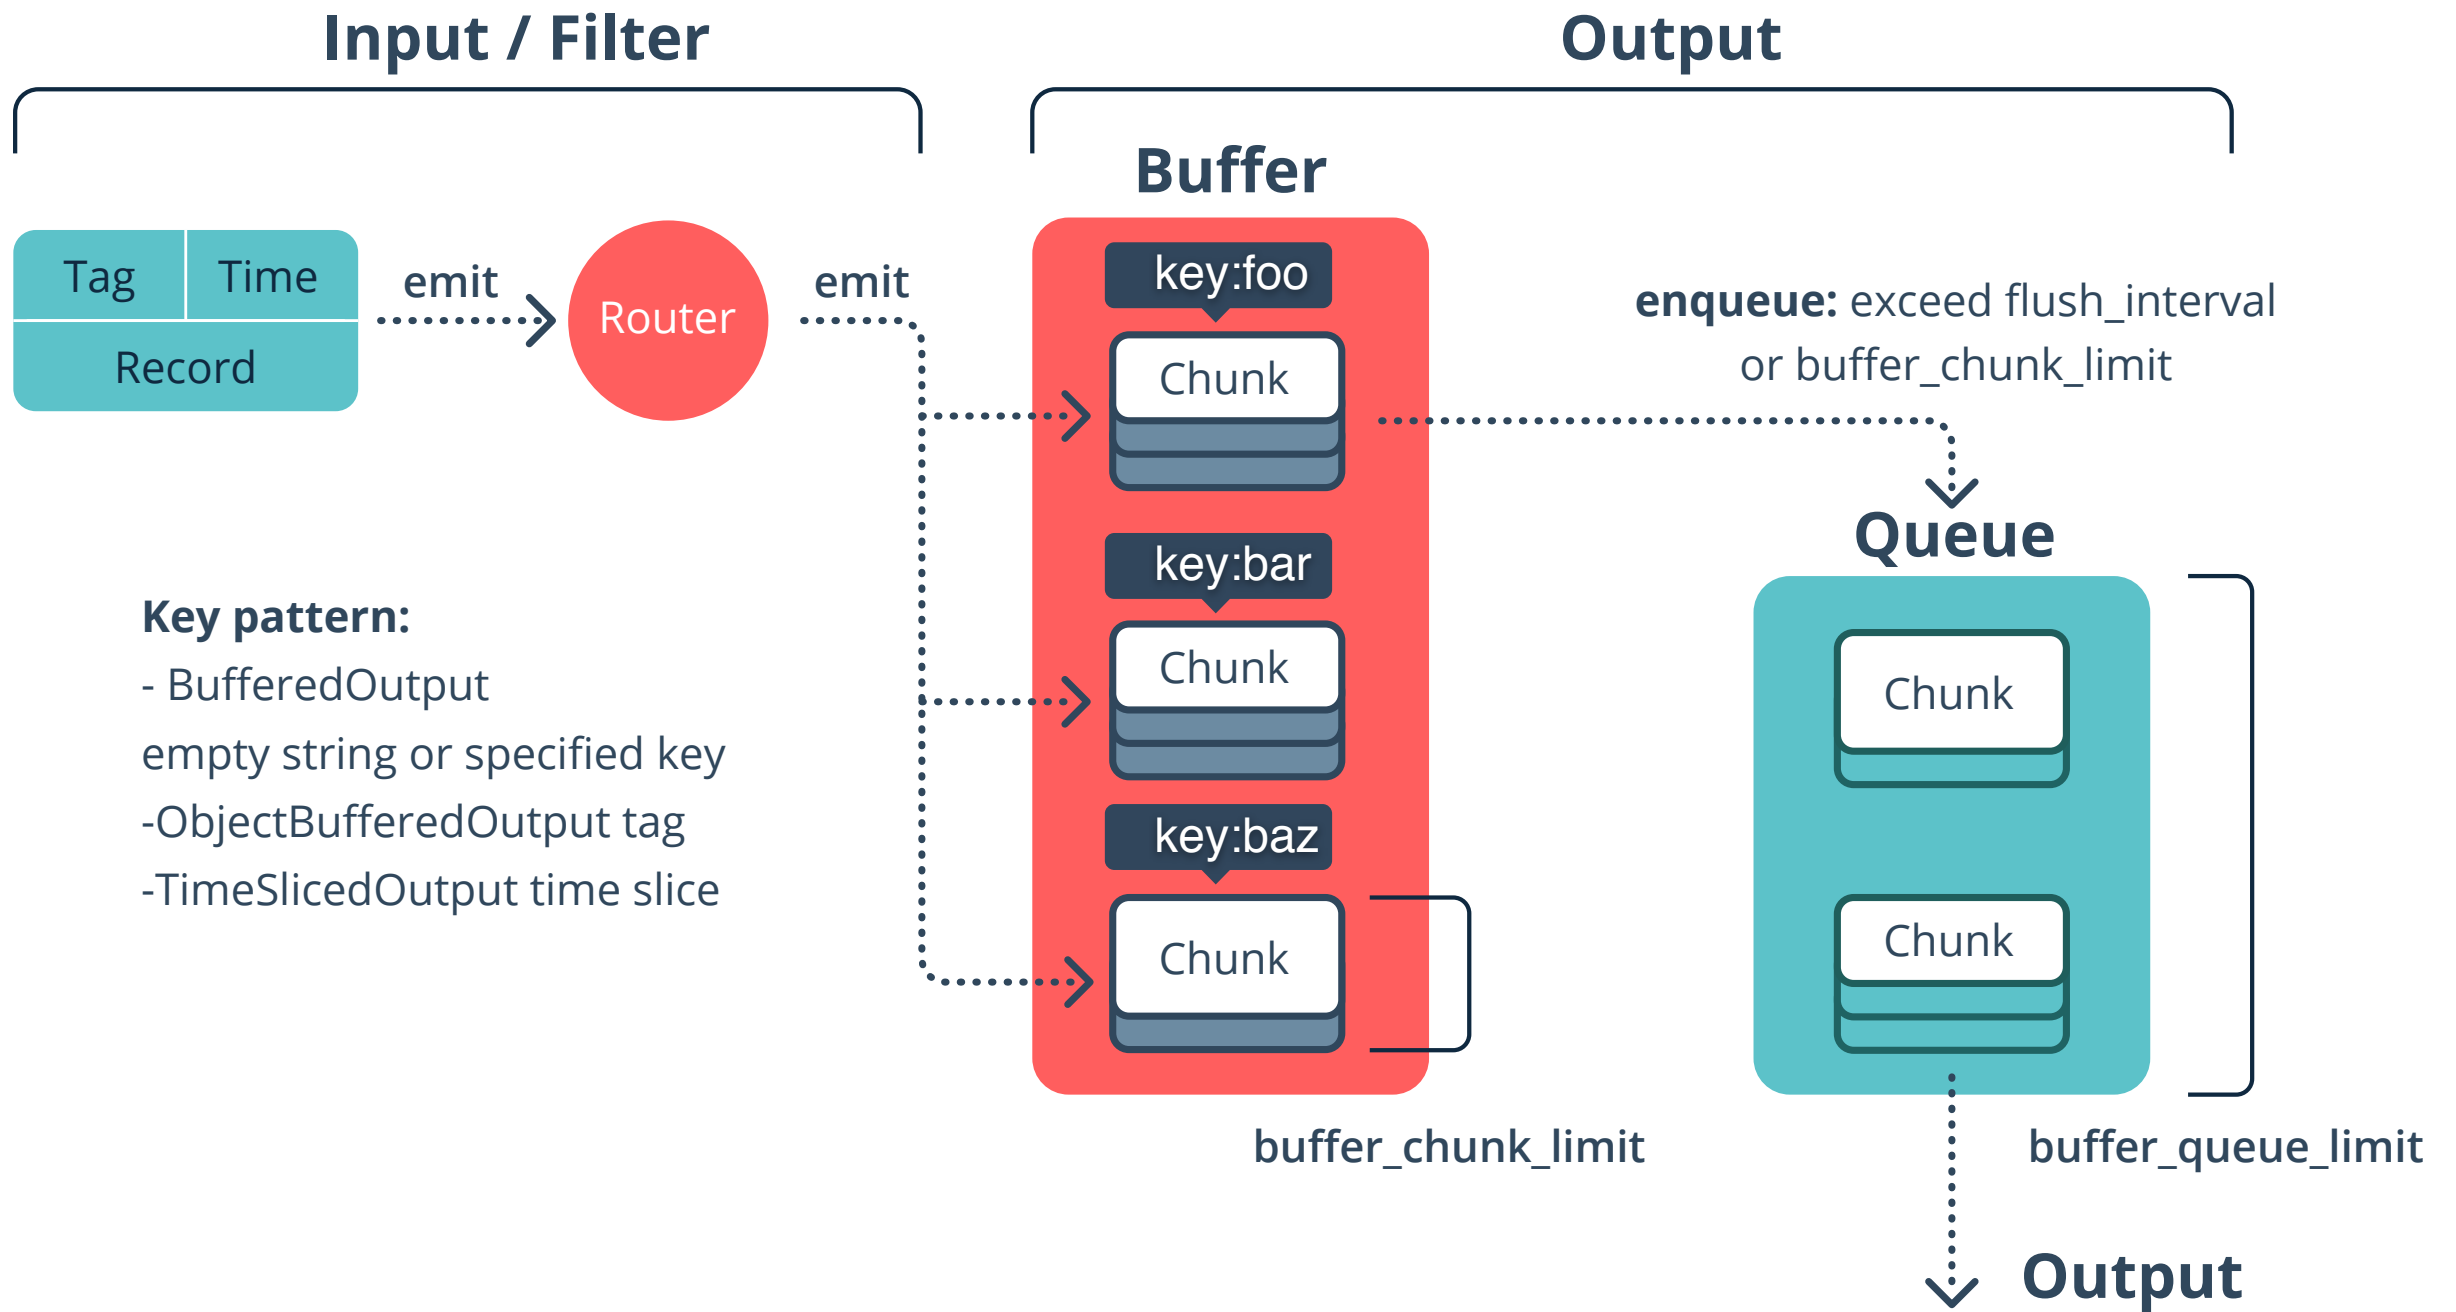 Input / Filter
Output
Buffer
Tag
Time
Record
emit
Router
emit
key:foo
Chunk
enqueue: exceed flush_interval
or buffer_chunk_limit
Queue
key:bar
Chunk
Key pattern:
- BufferedOutput
empty string or specified key
-ObjectBufferedOutput tag
-TimeSlicedOutput time slice
key:baz
Chunk
Chunk
Chunk
buffer_chunk_limit
buffer_queue_limit
Output